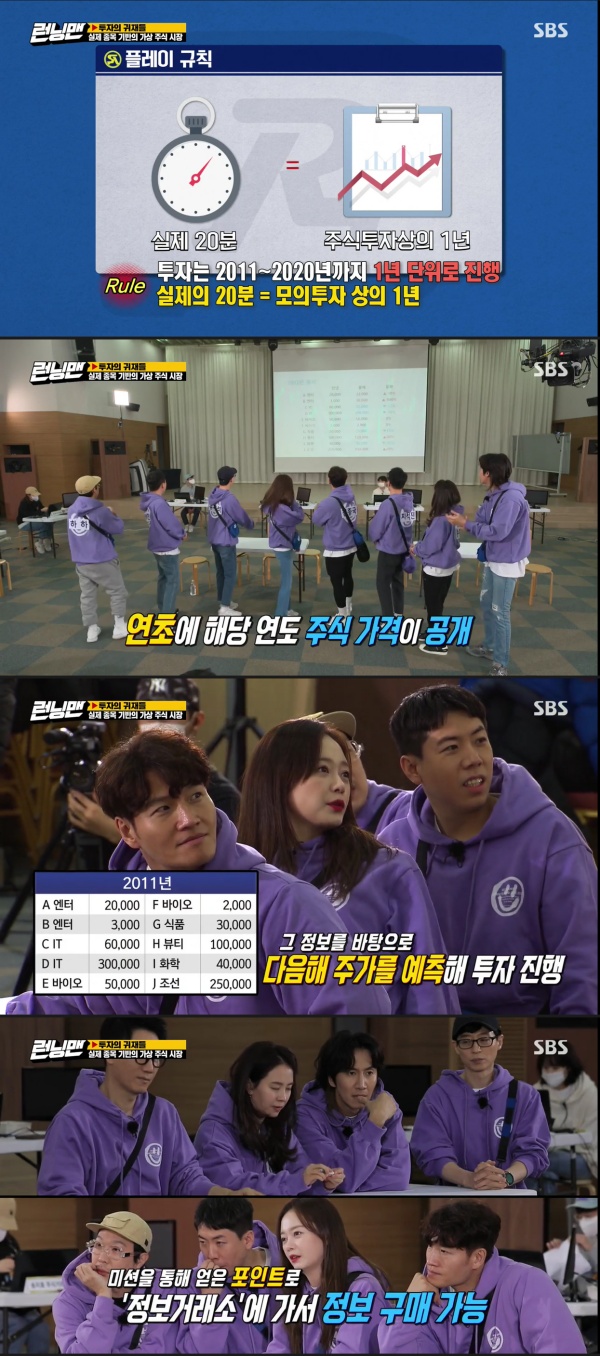 런닝맨
▶투자의 귀재들
실제 종목 기반의 가상 주식 시장
SBS
플레이 규칙
=
실제 20분
주식투자상의 1년
Rule
투자는 2011~2020년까지 1년 단위로 진행
실제의 20분 = 모의투자 상의 1년
런닝맨
▶투자의 귀재들
실제 종목 기반의 가상 주식 시장
SBS
하하
연초에 해당 연도 주식 가격이 공개
런닝맨
▶투자의 귀재들
실제 종목 기반의 가상 주식 시장
SBS
2011년
A 엔터 20,000 F 바이오 2,000
B 엔터 3,000 G 식품 30,000
C IT 60,000 H 뷰티 100,000
D IT 300,000 I 화학 40,000
E 바이오 50,000 J 조선 250,000
그 정보를 바탕으로
다음해 주가를 예측해 투자 진행
런닝맨
▶투자의 귀재들
실제 종목 기반의 가상 주식 시장
SBS
미션을 통해 얻은 포인트로
'정보거래소'에 가서 정보 구매 가능